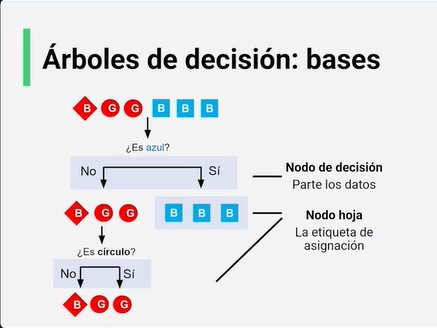 Árboles de decisión: bases
B G G B B B
¿Es azul?
No Sí
Nodo de decisión
Parte los datos
B G G B B B
Nodo hoja
La etiqueta de
asignación
¿Es círculo?
No Sí
B G G